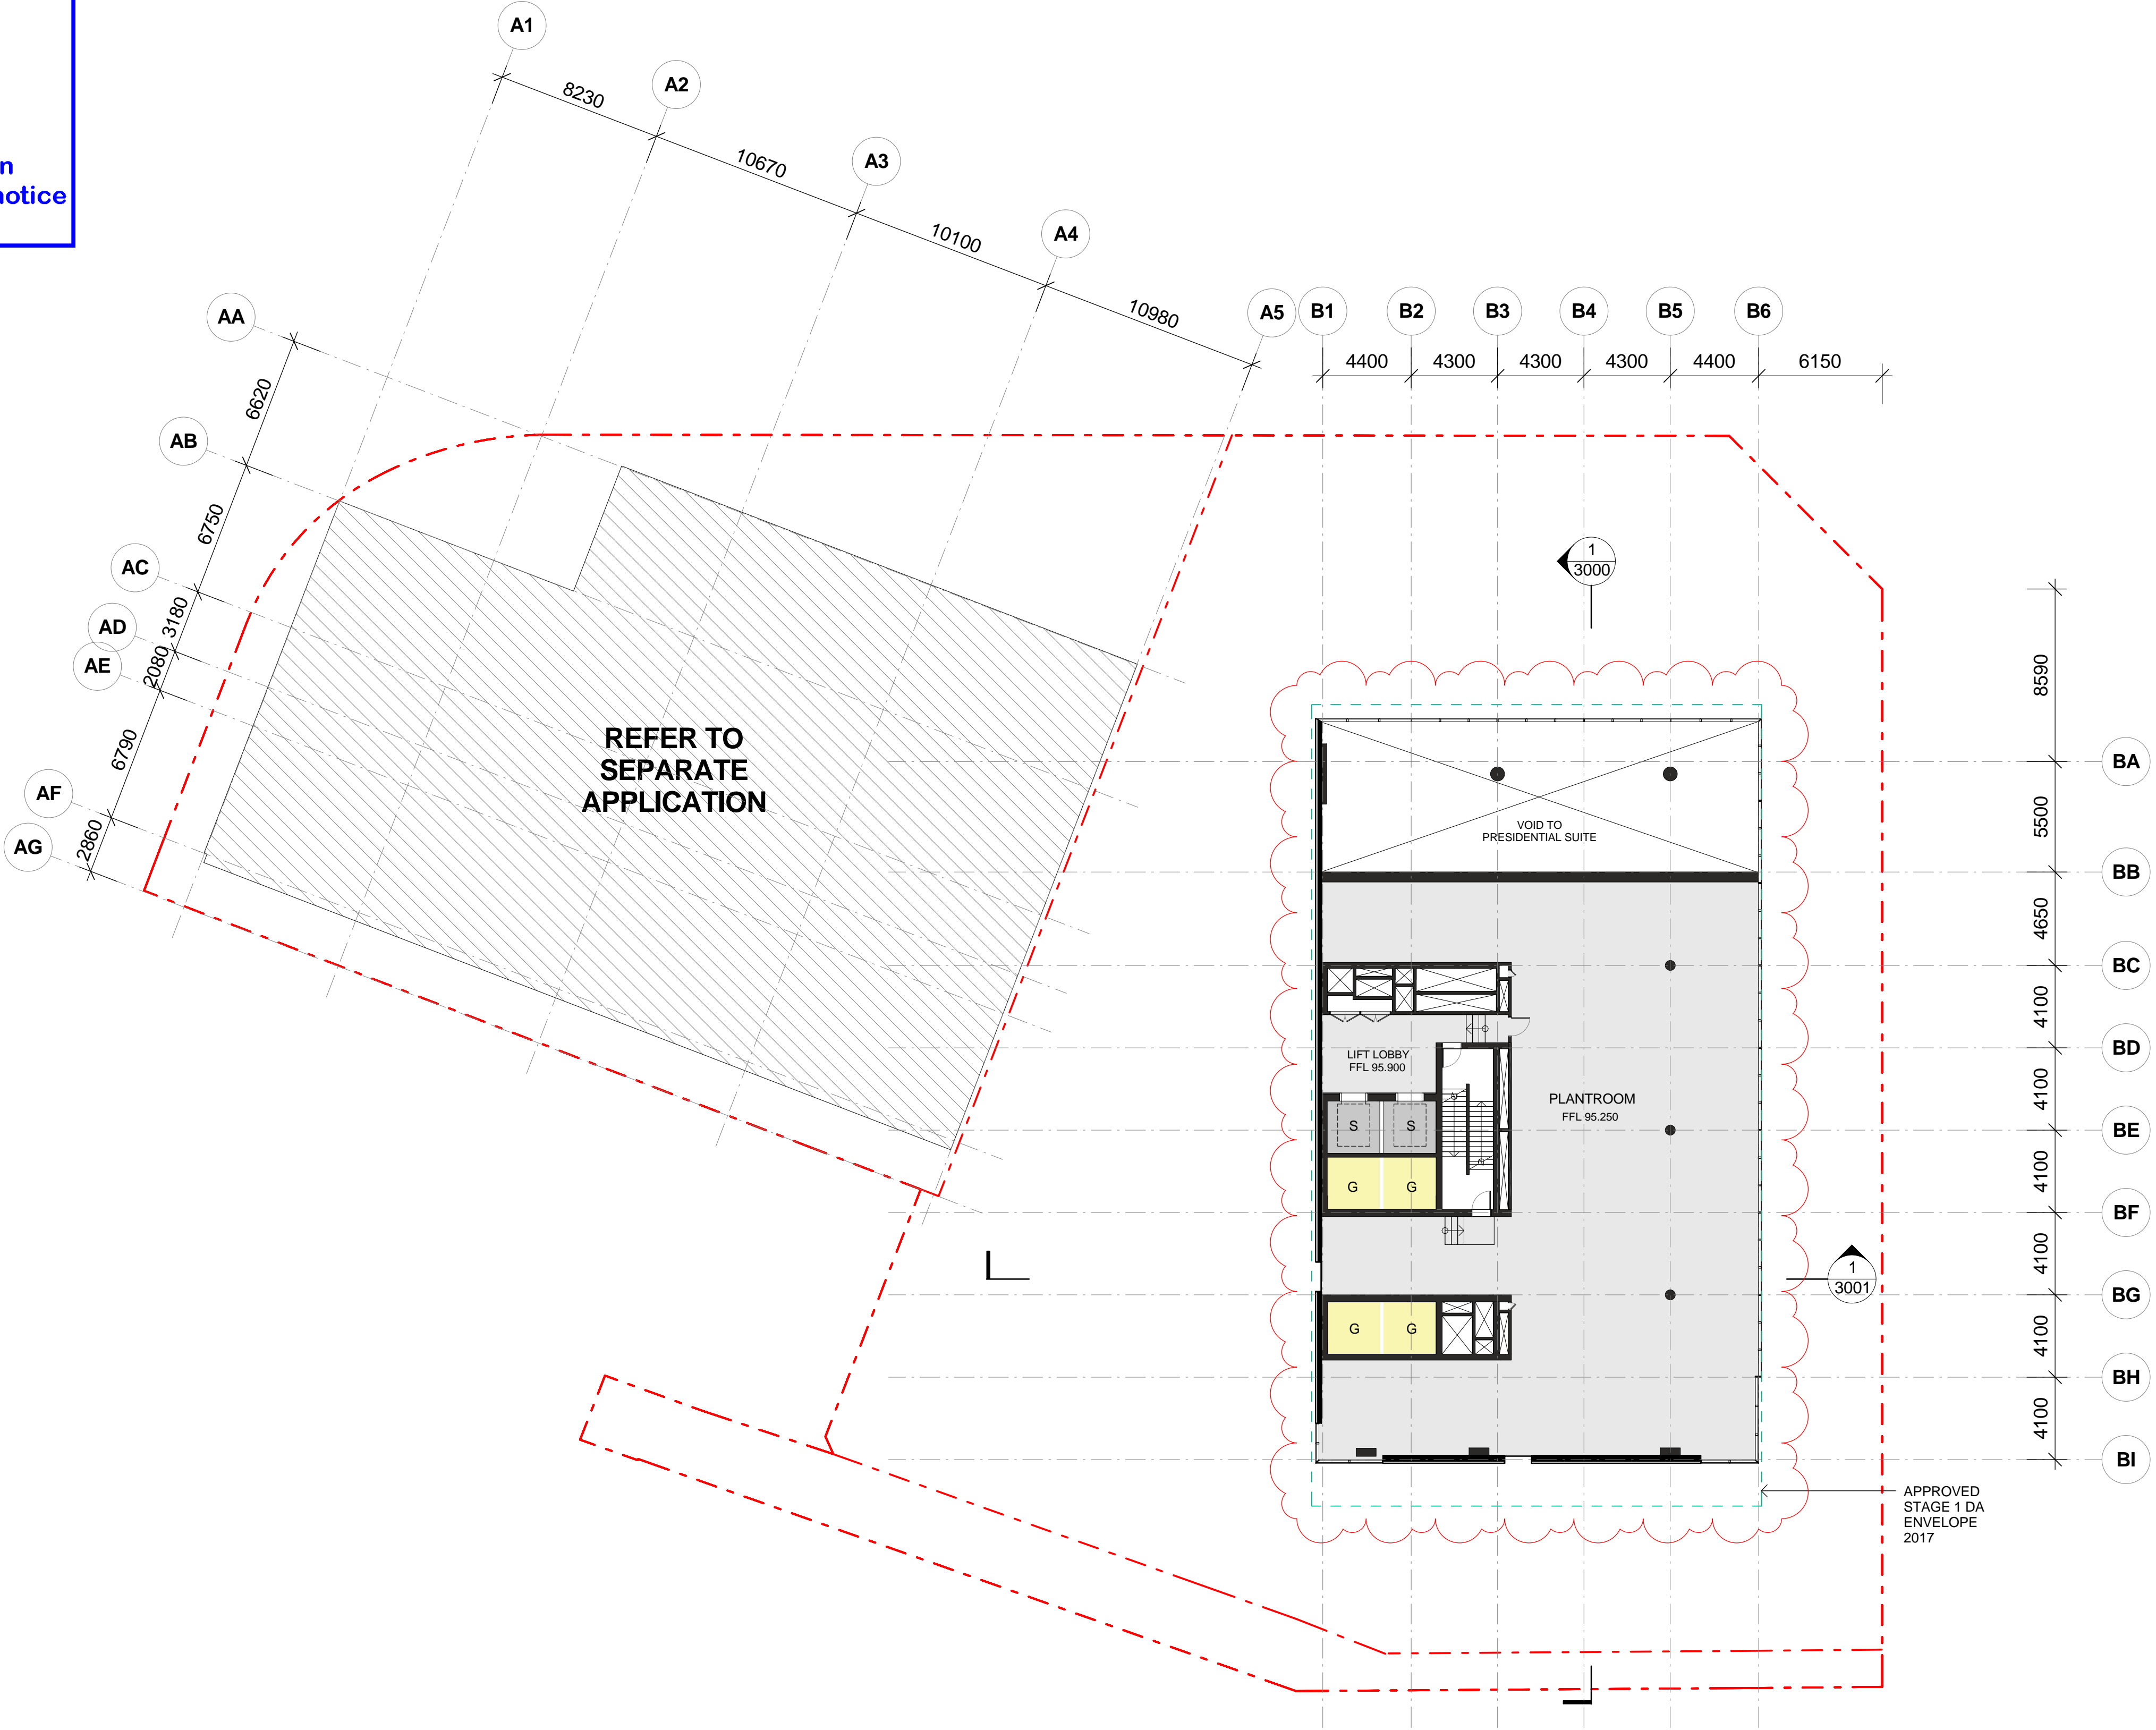 n
notice
A1
A2
A3
A4
A5
B1
B2
B3
B4
B5
B6
8230
10670
10100
10980
4400
4300
4300
4300
4400
6150
AA
AB
AC
AD
AE
AF
AG
6620
6750
3180
2080
6790
2860
1
3000
REFER TO
SEPARATE
APPLICATION
VOID TO
PRESIDENTIAL SUITE
LIFT LOBBY
FFL 95.900
PLANTROOM
FFL 95.250
S
S
G
G
G
G
1
3001
8590
5500
4650
4100
4100
4100
4100
4100
4100
BA
BB
BC
BD
BE
BF
BG
BH
BI
APPROVED
STAGE 1 DA
ENVELOPE
2017